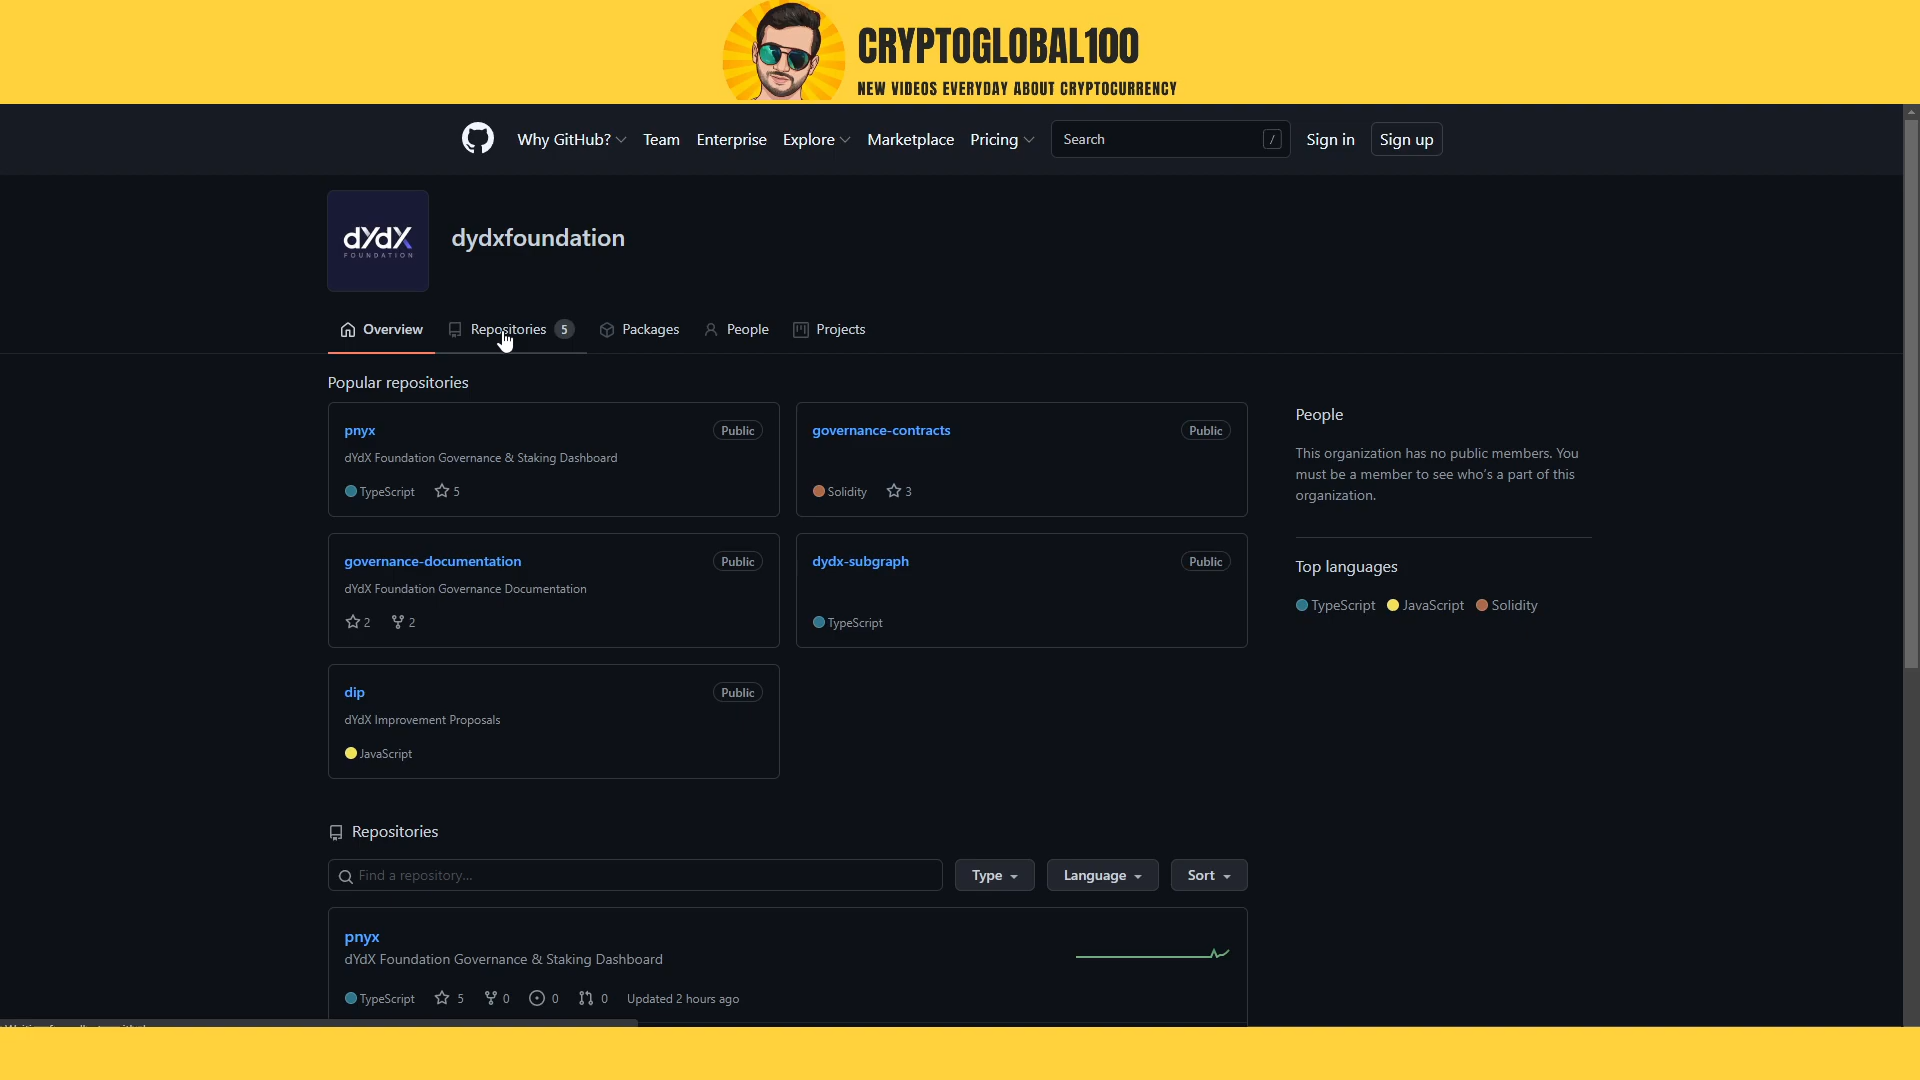 CRYPTOGLOBAL100
NEW VIDEOS EVERYDAY ABOUT CRYPTOCURRENCY
Why GitHub? Team Enterprise Explore Marketplace Pricing Search / Sign in Sign up
dYdX
FOUNDATION
dydxfoundation
Overview Repositories 5 Packages People Projects
Popular repositories
pnyx Public
dYdX Foundation Governance & Staking Dashboard
TypeScript 5
governance-contracts Public
Solidity 3
governance-documentation Public
dYdX Foundation Governance Documentation
2 2
dydx-subgraph Public
TypeScript
dip Public
dYdX Improvement Proposals
JavaScript
People
This organization has no public members. You
must be a member to see who's a part of this
organization.
Top languages
TypeScript JavaScript Solidity
Repositories
Find a repository... Type Language Sort
pnyx
dYdX Foundation Governance & Staking Dashboard
TypeScript 5 0 0 0 Updated 2 hours ago